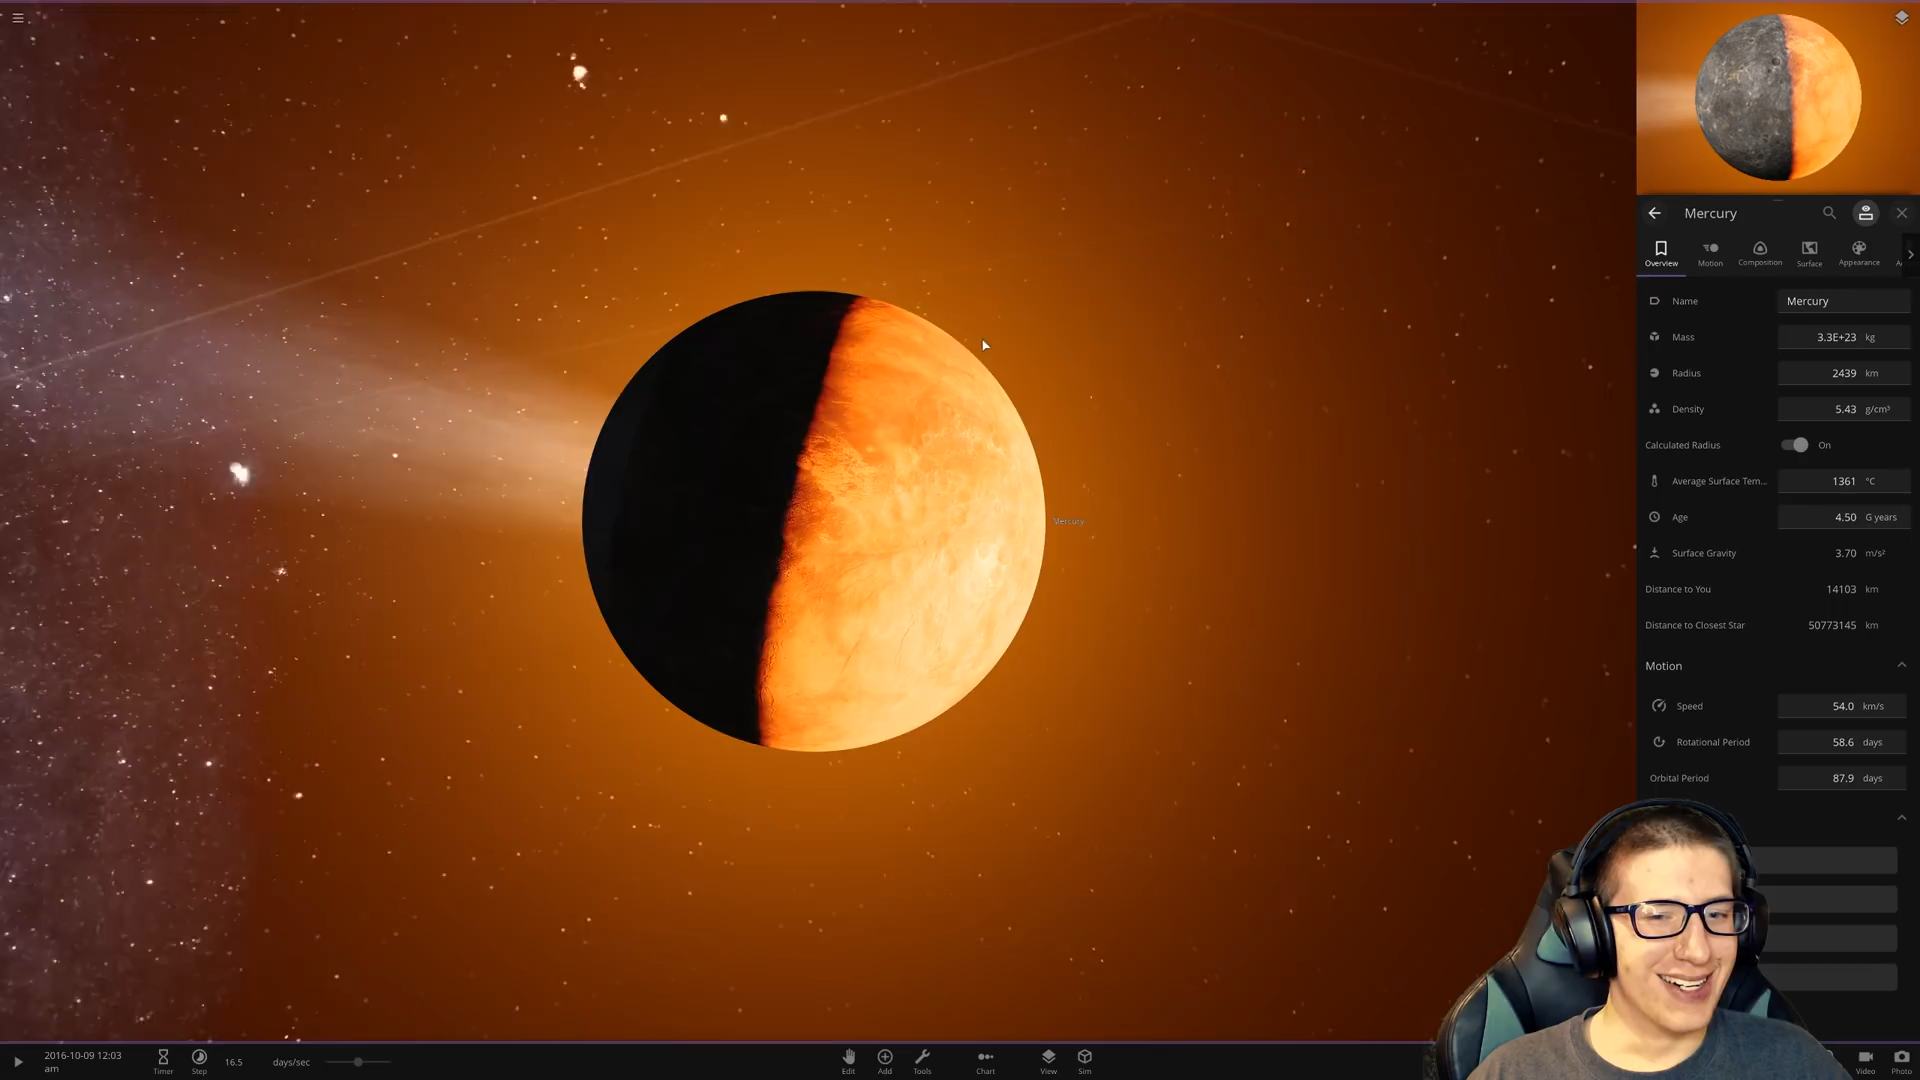 Mercury
Overview
Motion
Composition
Surface
Appearance
Name
Mercury
Mass
3.3E+23 kg
Radius
2439 km
Density
5.43 g/cm³
Calculated Radius
On
Average Surface Tem...
1361 °C
Age
4.50 G years
Surface Gravity
3.70 m/s²
Distance to You
14103 km
Distance to Closest Star
50773145 km
Motion
Speed
54.0 km/s
Rotational Period
58.6 days
Orbital Period
87.9 days
Mercury
2016-10-09 12:03
am
Timer
Step
16.5
days/sec
Edit
Add
Tools
Chart
View
Sim
Video
Photo